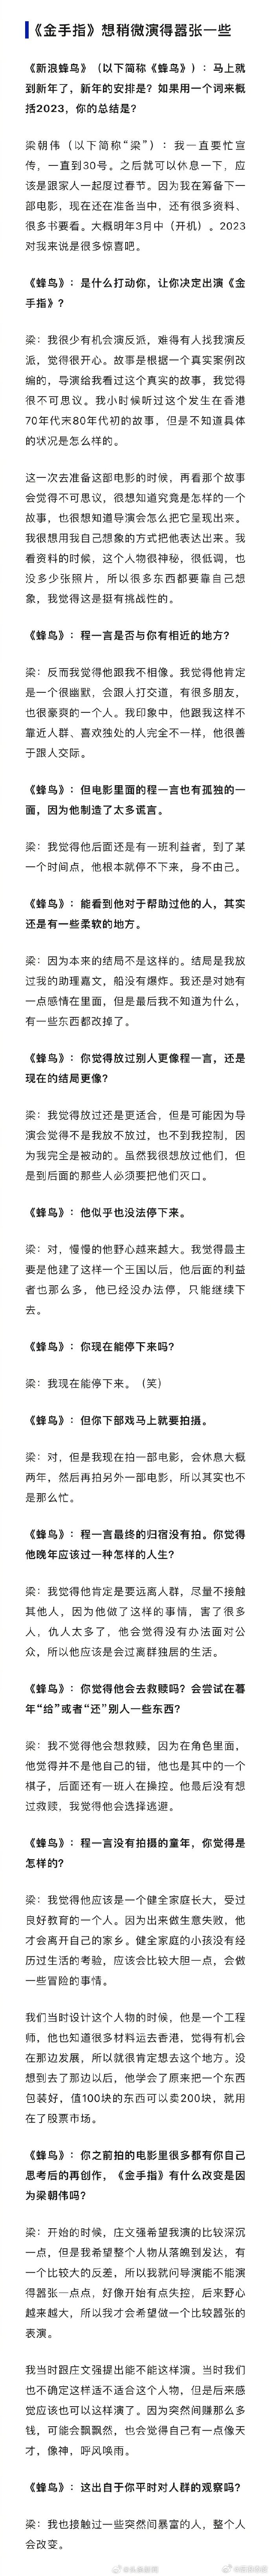 《金手指》想稍微演得嚣张一些
《新浪蜂鸟》（以下简称《蜂鸟》）：马上就
到新年了，新年的安排是？如果用一个词来概
括2023，你的总结是？
梁朝伟（以下简称“梁”）：我一直要忙宣
传，一直到30号。之后就可以休息一下，应
该是跟家人一起度过春节。因为我在筹备下一
部电影，现在还在准备当中，还有很多资料、
很多书要看。大概明年3月中（开机）。2023
对我来说是很多惊喜吧。
《蜂鸟》：是什么打动你，让你决定出演《金
手指》？
梁：我很少有机会演反派，难得有人找我演反
派，觉得很开心。故事是根据一个真实案例改
编的，导演给我看过这个真实的故事，我觉得
很不可思议。我小时候听过这个发生在香港
70年代末80年代初的故事，但是不知道具体
的状况是怎么样的。
这一次去准备这部电影的时候，再看那个故事
会觉得不可思议，很想知道究竟是怎样的一个
故事，也很想知道导演会怎么把它呈现出来。
我很想用我自己想象的方式把他表达出来。我
看资料的时候，这个人物很神秘，很低调，也
没多少张照片，所以很多东西都要靠自己想
象，我觉得这是挺有挑战性的。
《蜂鸟》：程一言是否与你有相近的地方？
梁：反而我觉得他跟我不相像。我觉得他肯定
是一个很幽默，会跟人打交道，有很多朋友，
也很豪爽的一个人。我印象中，他跟我这样不
靠近人群、喜欢独处的人完全不一样，他很善
于跟人交际。
《蜂鸟》：但电影里面的程一言也有孤独的一
面，因为他制造了太多谎言。
梁：我觉得他后面还是有一班利益者，到了某
一个时间点，他根本就停不下来，身不由己。
《蜂鸟》：能看到他对于帮助过他的人，其实
还是有一些柔软的地方。
梁：因为本来的结局不是这样的。结局是我放
过我的助理嘉文，船没有爆炸。我还是对她有
一点感情在里面，但是最后我不知道为什么，
有一些东西都改掉了。
《蜂鸟》：你觉得放过别人更像程一言，还是
现在的结局更像？
梁：我觉得放过还是更适合，但是可能因为导
演会觉得不是我放不放过，也不到我控制，因
为我完全是被动的。虽然我很想放过他们，但
是到后面的那些人必须要把他们灭口。
《蜂鸟》：他似乎也没法停下来。
梁：对，慢慢的他野心越来越大。我觉得最主
要是他建了这样一个王国以后，他后面的利益
者也那么多，他已经没办法停，只能继续下
去。
《蜂鸟》：你现在能停下来吗？
梁：我现在能停下来。（笑）
《蜂鸟》：但你下部戏马上就要拍摄。
梁：对，但是我现在拍一部电影，会休息大概
两年，然后再拍另外一部电影，所以其实也不
是那么忙。
《蜂鸟》：程一言最终的归宿没有拍。你觉得
他晚年应该过一种怎样的人生？
梁：我觉得他肯定是要远离人群，尽量不接触
其他人，因为他做了这样的事情，害了很多
人，仇人太多了，他会觉得没有办法面对公
众，所以他应该是会过离群独居的生活。
《蜂鸟》：你觉得他会去救赎吗？会尝试在暮
年“给”或者“还”别人一些东西？
梁：我不觉得他会想救赎，因为在角色里面，
他觉得并不是他自己的错，他也是其中的一个
棋子，后面还有一班人在操控。他最后没有想
过救赎，我觉得他会选择逃避。
《蜂鸟》：程一言没有拍摄的童年，你觉得是
怎样的？
梁：我觉得他应该是一个健全家庭长大，受过
良好教育的一个人。因为出来做生意失败，他
才会离开自己的家乡。健全家庭的小孩没有经
历过生活的考验，应该会比较大胆一点，会做
一些冒险的事情。
我们当时设计这个人物的时候，他是一个工程
师，他也知道很多材料运去香港，觉得有机会
在那边发展，所以就很肯定想去这个地方。没
想到去了那边以后，他学会了原来把一个东西
包装好，值100块的东西可以卖200块，就用
在了股票市场。
《蜂鸟》：你之前拍的电影里很多都有你自己
思考后的再创作，《金手指》有什么改变是因
为梁朝伟吗？
梁：开始的时候，庄文强希望我演的比较深沉
一点，但是我希望整个人物从落魄到发达，有
一个比较大的反差，所以我就问导演能不能演
得嚣张一点点，好像开始有点失控，后来野心
越来越大，所以我才会希望做一个比较嚣张的
表演。
我当时跟庄文强提出能不能这样演。当时我们
也不确定这样适不适合这个人物，但是后来感
觉应该也可以这样演了。因为突然间赚那么多
钱，可能会飘飘然，也会觉得自己有一点像天
才，像神，呼风唤雨。
《蜂鸟》：这出自于你平时对人群的观察吗？
梁：我也接触过一些突然间暴富的人，整个人
会改变。